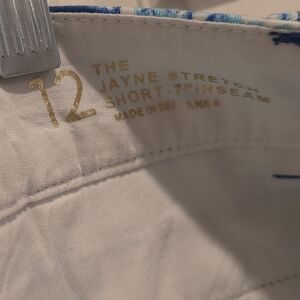 12
THE
JAYNE STRETCH
SHORT-7" INSEAM
MADE IN SRI LANKA